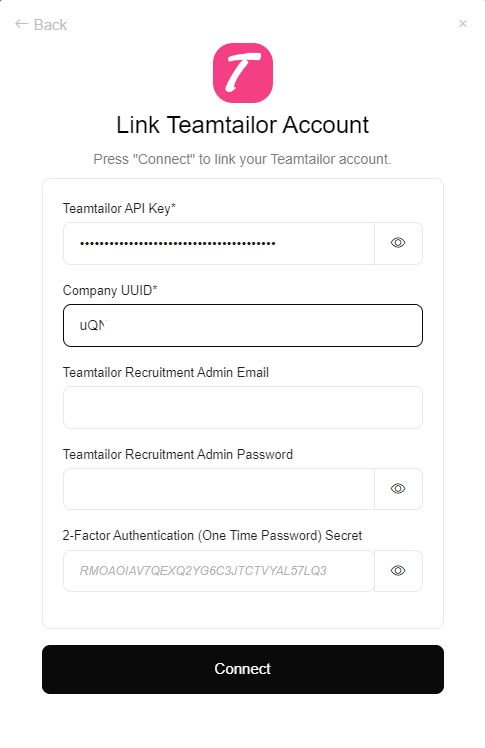 ← Back
×
T
Link Teamtailor Account
Press "Connect" to link your Teamtailor account.
Teamtailor API Key*
••••••••••••••••••••••••••••••••••••••••
Company UUID*
uQN
Teamtailor Recruitment Admin Email
Teamtailor Recruitment Admin Password
2-Factor Authentication (One Time Password) Secret
RMOAOIAV7QEXQ2YG6C3JTCTVYAL57LQ3
Connect